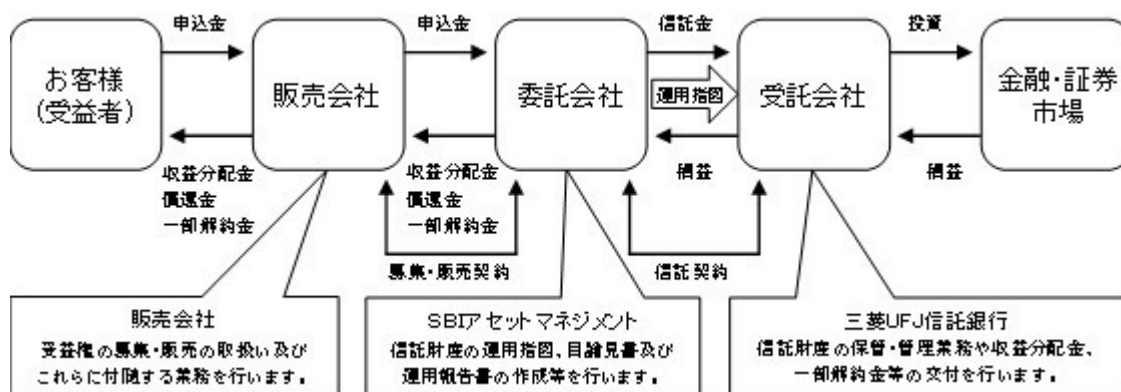 申込金
申込金
信託金
投資
お客様
(受益者)
販売会社
委託会社
運用指図
受託会社
金融・証券
市場
収益分配金
償還金
一部解約金
収益分配金
償還金
一部解約金
損益
損益
募集・販売契約
信託契約
販売会社
受益権の募集・販売の取扱い及び
これらに付随する業務を行います。
SBIアセットマネジメント
信託財産の運用指図、目論見書及び
運用報告書の作成等を行います。
三菱UFJ信託銀行
信託財産の保管・管理業務や収益分配金、
一部解約金等の交付を行います。